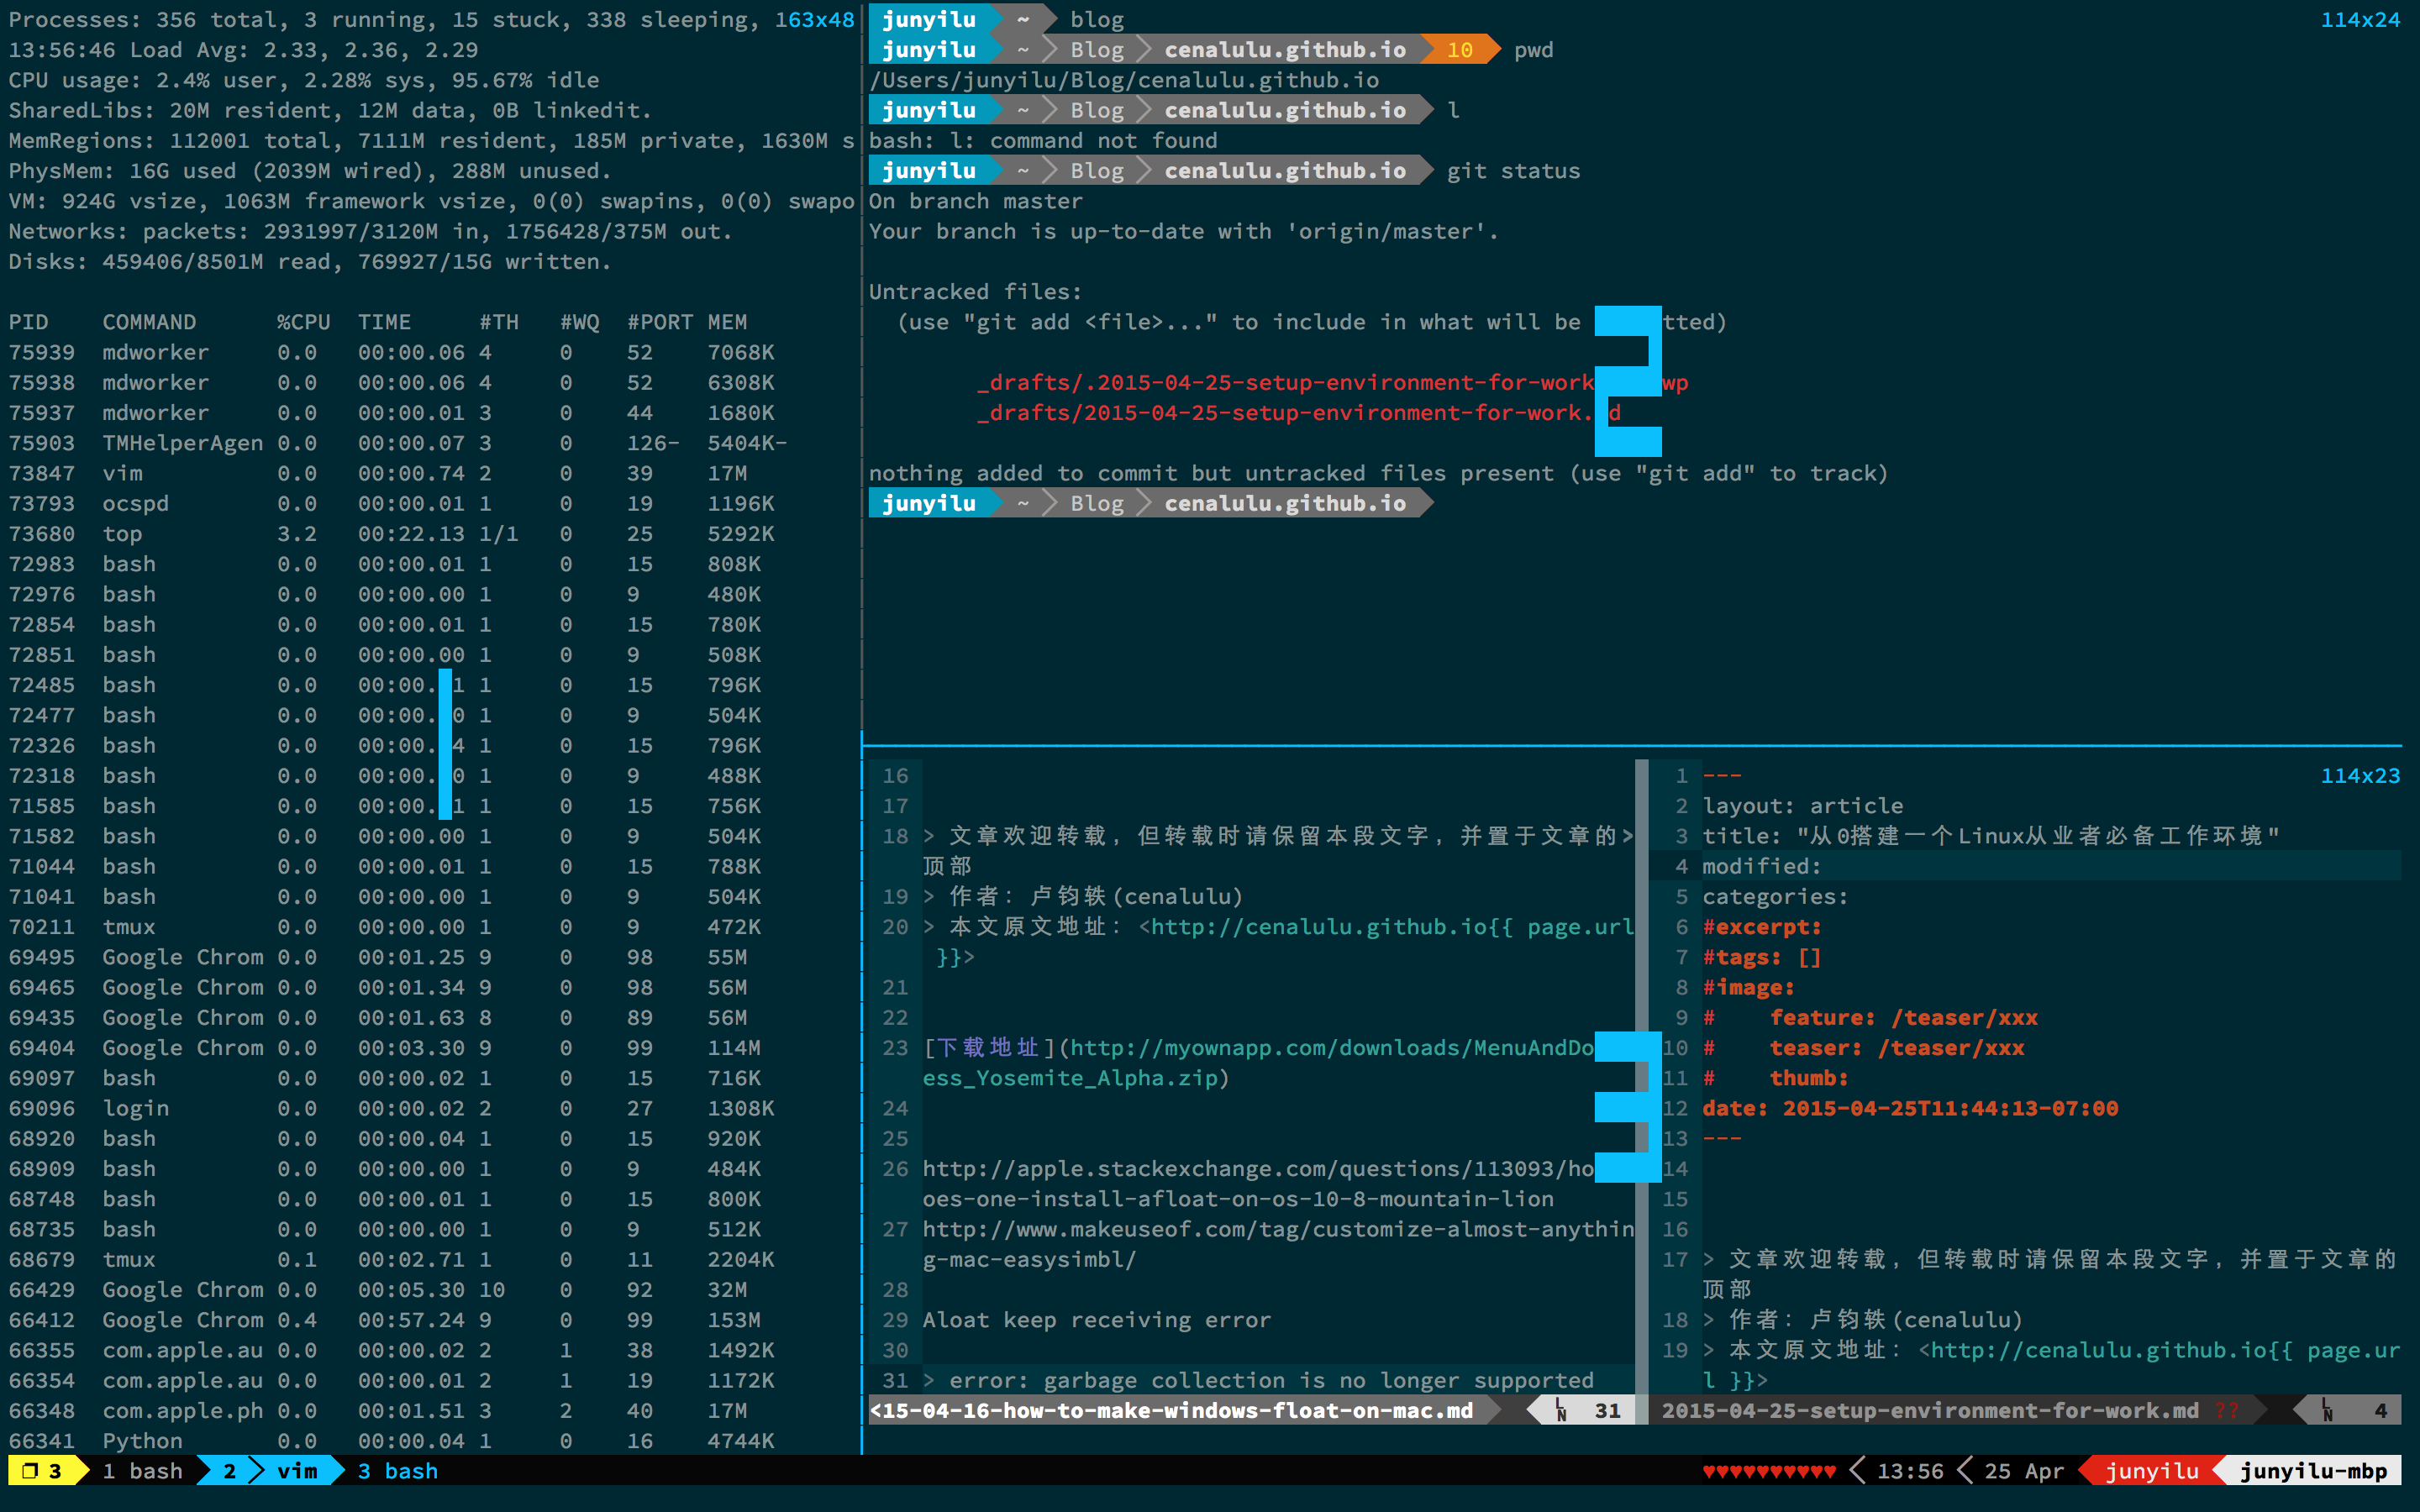 Processes: 356 total, 3 running, 15 stuck, 338 sleeping, 163x48
13:56:46 Load Avg: 2.33, 2.36, 2.29
CPU usage: 2.4% user, 2.28% sys, 95.67% idle
SharedLibs: 20M resident, 12M data, 0B linkedit.
MemRegions: 112001 total, 7111M resident, 185M private, 1630M s
PhysMem: 16G used (2039M wired), 288M unused.
VM: 924G vsize, 1063M framework vsize, 0(0) swapins, 0(0) swapo
Networks: packets: 2931997/3120M in, 1756428/375M out.
Disks: 459406/8501M read, 769927/15G written.
PID COMMAND %CPU TIME #TH #WQ #PORT MEM
75939 mdworker 0.0 00:00.06 4 0 52 7068K
75938 mdworker 0.0 00:00.06 4 0 52 6308K
75937 mdworker 0.0 00:00.01 3 0 44 1680K
75903 TMHelperAgen 0.0 00:00.07 3 0 126- 5404K-
73847 vim 0.0 00:00.74 2 0 39 17M
73793 ocspd 0.0 00:00.01 1 0 19 1196K
73680 top 3.2 00:22.13 1/1 0 25 5292K
72983 bash 0.0 00:00.01 1 0 15 808K
72976 bash 0.0 00:00.00 1 0 9 480K
72854 bash 0.0 00:00.01 1 0 15 780K
72851 bash 0.0 00:00.00 1 0 9 508K
72485 bash 0.0 00:00. 1 1 0 15 796K
72477 bash 0.0 00:00. 0 1 0 9 504K
72326 bash 0.0 00:00. 4 1 0 15 796K
72318 bash 0.0 00:00. 0 1 0 9 488K
71585 bash 0.0 00:00. 1 1 0 15 756K
71582 bash 0.0 00:00.00 1 0 9 504K
71044 bash 0.0 00:00.01 1 0 15 788K
71041 bash 0.0 00:00.00 1 0 9 504K
70211 tmux 0.0 00:00.00 1 0 9 472K
69495 Google Chrom 0.0 00:01.25 9 0 98 55M
69465 Google Chrom 0.0 00:01.34 9 0 98 56M
69435 Google Chrom 0.0 00:01.63 8 0 89 56M
69404 Google Chrom 0.0 00:03.30 9 0 99 114M
69097 bash 0.0 00:00.02 1 0 15 716K
69096 login 0.0 00:00.02 2 0 27 1308K
68920 bash 0.0 00:00.04 1 0 15 920K
68909 bash 0.0 00:00.00 1 0 9 484K
68748 bash 0.0 00:00.01 1 0 15 800K
68735 bash 0.0 00:00.00 1 0 9 512K
68679 tmux 0.1 00:02.71 1 0 11 2204K
66429 Google Chrom 0.0 00:05.30 10 0 92 32M
66412 Google Chrom 0.4 00:57.24 9 0 99 153M
66355 com.apple.au 0.0 00:00.02 2 1 38 1492K
66354 com.apple.au 0.0 00:00.01 2 1 19 1172K
66348 com.apple.ph 0.0 00:01.51 3 2 40 17M
66341 Python 0.0 00:00.04 1 0 16 4744K
junyilu ~ blog 114x24
junyilu ~ Blog cenalulu.github.io 10 pwd
/Users/junyilu/Blog/cenalulu.github.io
junyilu ~ Blog cenalulu.github.io l
bash: l: command not found
junyilu ~ Blog cenalulu.github.io git status
On branch master
Your branch is up-to-date with 'origin/master'.
Untracked files:
(use "git add <file>..." to include in what will be tted)
_drafts/.2015-04-25-setup-environment-for-work wp
_drafts/2015-04-25-setup-environment-for-work. d
nothing added to commit but untracked files present (use "git add" to track)
junyilu ~ Blog cenalulu.github.io
16
17
18 > 文章欢迎转载，但转载时请保留本段文字，并置于文章的>
顶部
19 > 作者：卢钧轶(cenalulu)
20 > 本文原文地址：<http://cenalulu.github.io{{ page.url
}}>
21
22
23 [下载地址](http://myownapp.com/downloads/MenuAndDo
ess_Yosemite_Alpha.zip)
24
25
26 http://apple.stackexchange.com/questions/113093/ho
oes-one-install-afloat-on-os-10-8-mountain-lion
27 http://www.makeuseof.com/tag/customize-almost-anythin
g-mac-easysimbl/
28
29 Aloat keep receiving error
30
31 > error: garbage collection is no longer supported
<15-04-16-how-to-make-windows-float-on-mac.md LN 31
1 --- 114x23
2 layout: article
3 title: "从0搭建一个Linux从业者必备工作环境"
4 modified:
5 categories:
6 #excerpt:
7 #tags: []
8 #image:
9 # feature: /teaser/xxx
10 # teaser: /teaser/xxx
11 # thumb:
12 date: 2015-04-25T11:44:13-07:00
13 ---
14
15
16
17 > 文章欢迎转载，但转载时请保留本段文字，并置于文章的
顶部
18 > 作者：卢钧轶(cenalulu)
19 > 本文原文地址：<http://cenalulu.github.io{{ page.ur
l }}>
2015-04-25-setup-environment-for-work.md ?? LN 4
3 1 bash 2 vim 3 bash ♥♥♥♥♥♥♥♥♥♥ 13:56 25 Apr junyilu junyilu-mbp